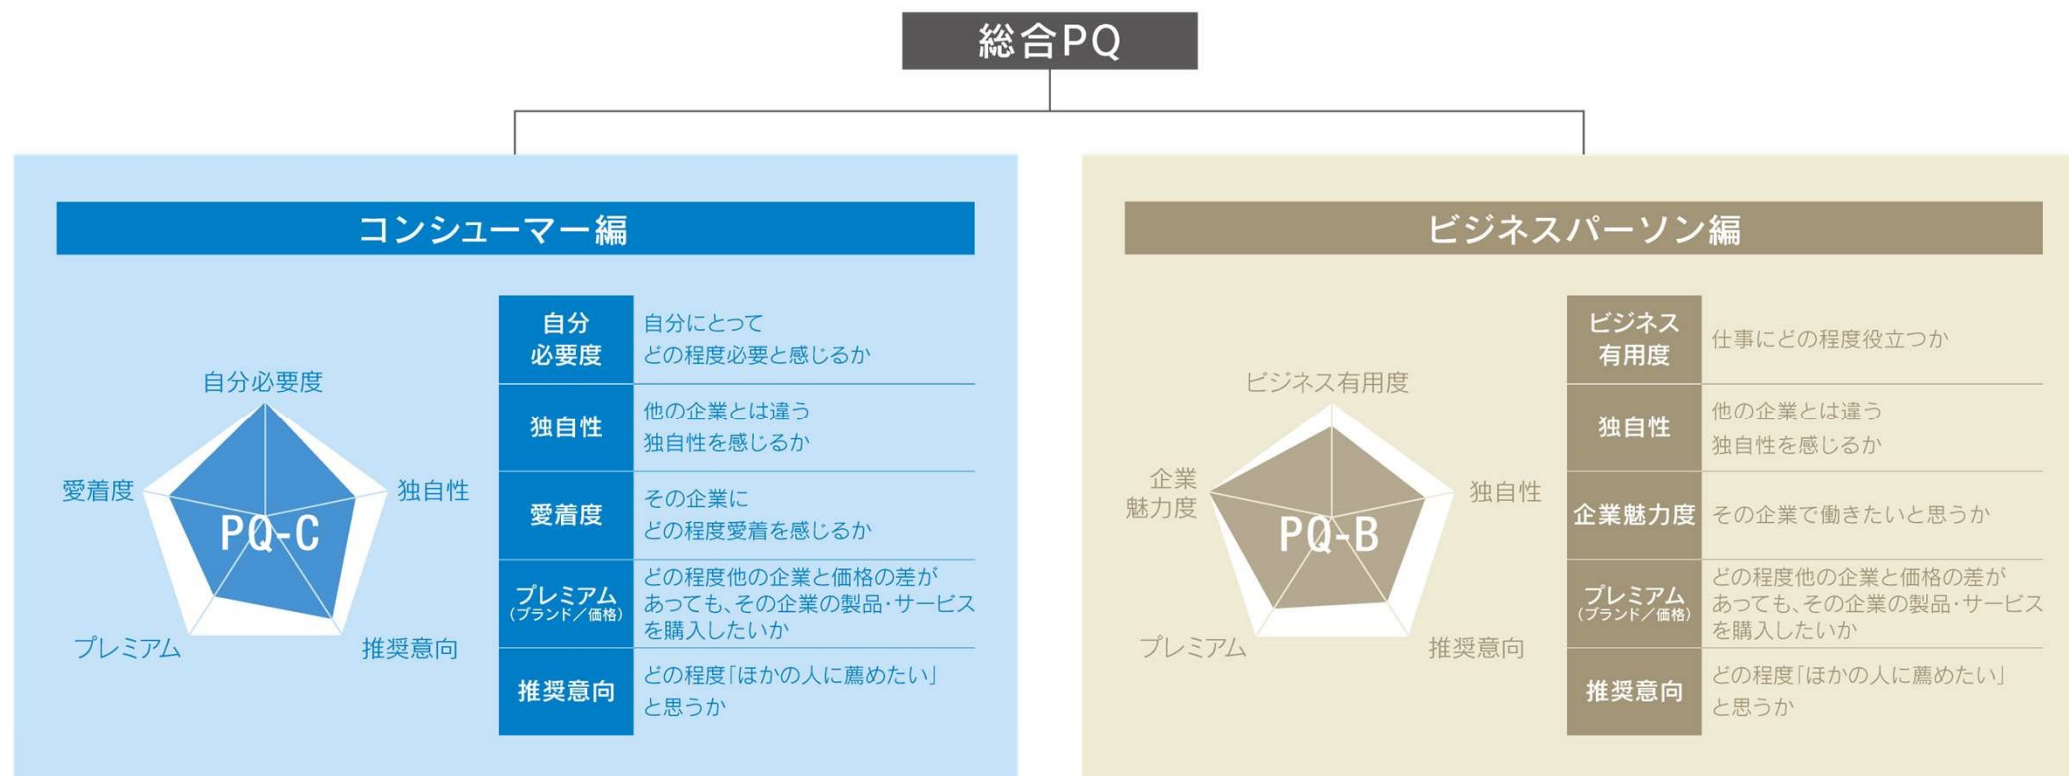 総合PQ
コンシューマー編
自分必要度
愛着度
独自性
PQ-C
プレミアム
推奨意向
自分
必要度
自分にとって
どの程度必要と感じるか
独自性
他の企業とは違う
独自性を感じるか
愛着度
その企業に
どの程度愛着を感じるか
プレミアム
(ブランド/価格)
どの程度他の企業と価格の差が
あっても、その企業の製品・サービス
を購入したいか
推奨意向
どの程度「ほかの人に薦めたい」
と思うか
ビジネスパーソン編
ビジネス有用度
企業
魅力度
独自性
PQ-B
プレミアム
推奨意向
ビジネス
有用度
仕事にどの程度役立つか
独自性
他の企業とは違う
独自性を感じるか
企業魅力度
その企業で働きたいと思うか
プレミアム
(ブランド/価格)
どの程度他の企業と価格の差が
あっても、その企業の製品・サービス
を購入したいか
推奨意向
どの程度「ほかの人に薦めたい」
と思うか